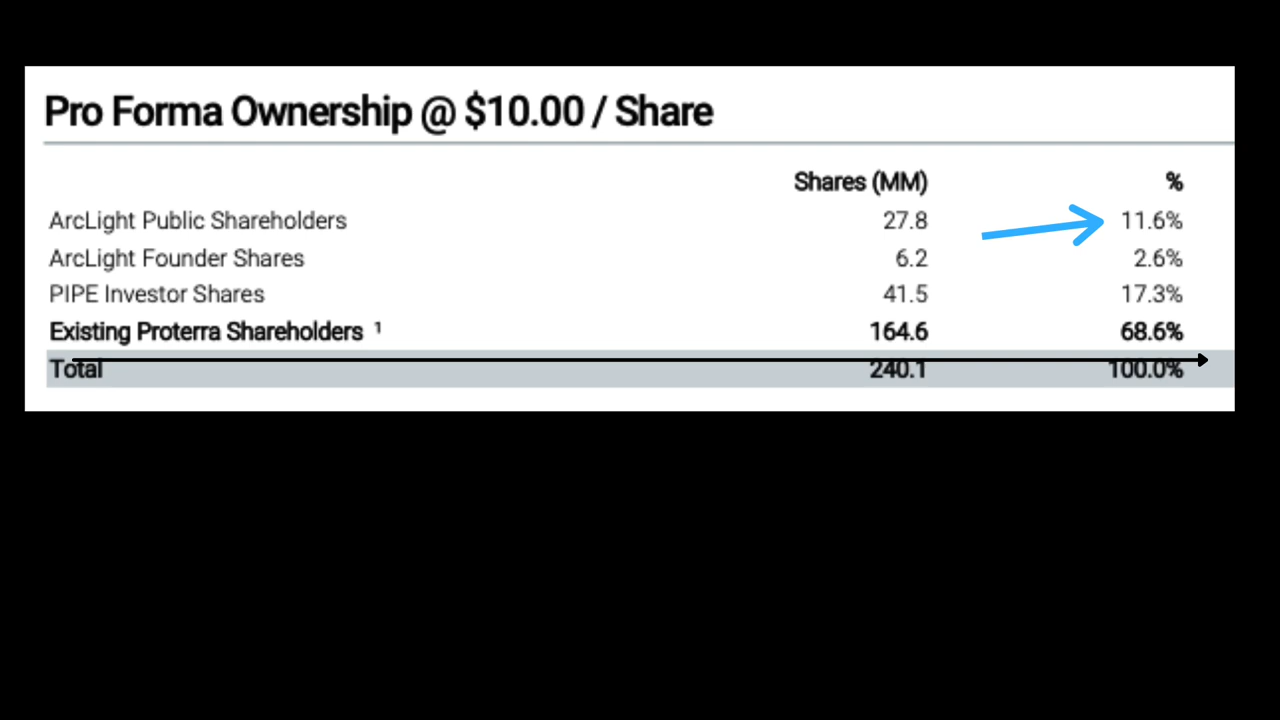 Pro Forma Ownership @ $10.00 / Share
Shares (MM) %
ArcLight Public Shareholders 27.8 11.6%
ArcLight Founder Shares 6.2 2.6%
PIPE Investor Shares 41.5 17.3%
Existing Proterra Shareholders ¹ 164.6 68.6%
Total 240.1 100.0%